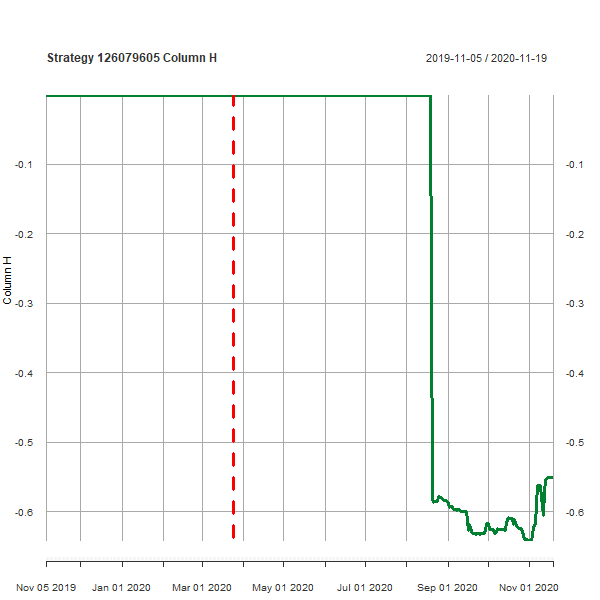 Strategy 126079605 Column H
2019-11-05 / 2020-11-19
-0.1 -0.1
-0.2 -0.2
-0.3 -0.3
-0.4 -0.4
-0.5 -0.5
-0.6 -0.6
Column H
Nov 05 2019 Jan 01 2020 Mar 01 2020 May 01 2020 Jul 01 2020 Sep 01 2020 Nov 01 2020